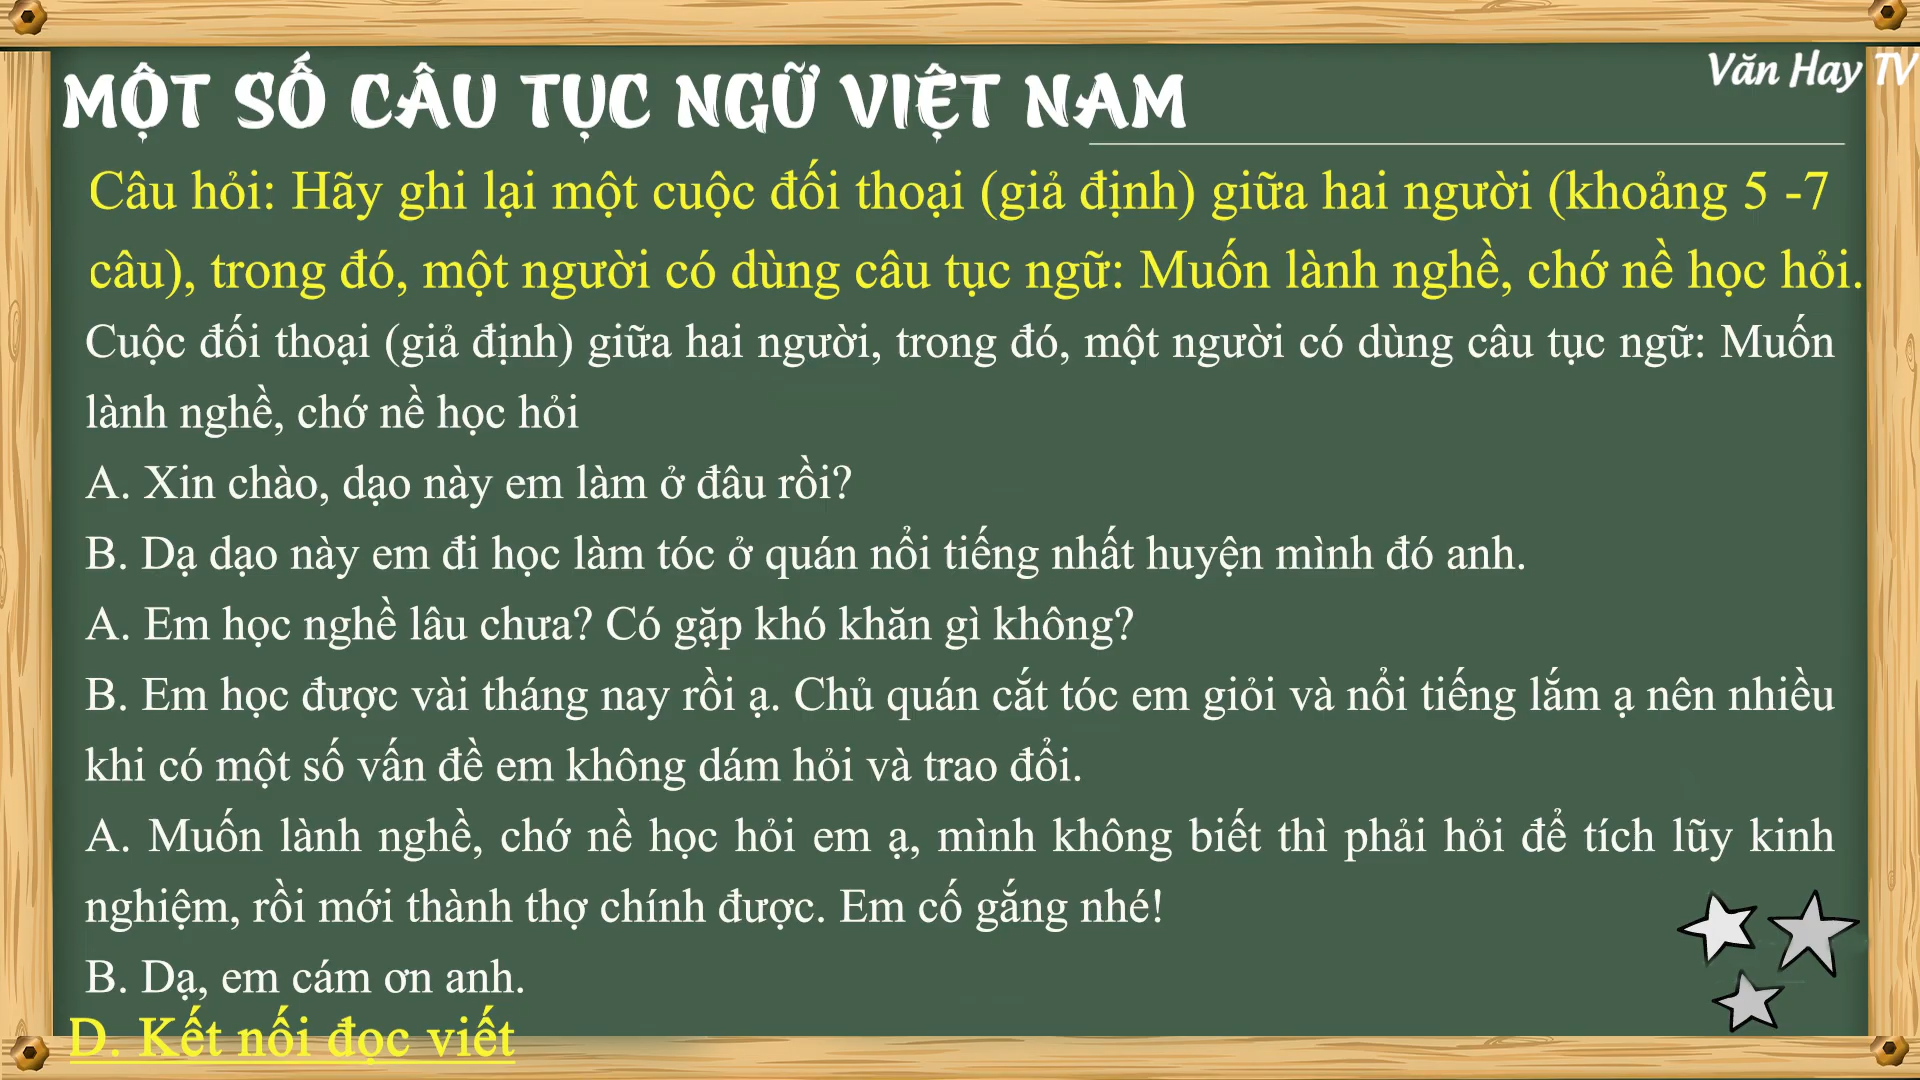 MỘT SỐ CÂU TỤC NGỮ VIỆT NAM
Văn Hay TV
Câu hỏi: Hãy ghi lại một cuộc đối thoại (giả định) giữa hai người (khoảng 5 -7
câu), trong đó, một người có dùng câu tục ngữ: Muốn lành nghề, chớ nề học hỏi.
Cuộc đối thoại (giả định) giữa hai người, trong đó, một người có dùng câu tục ngữ: Muốn
lành nghề, chớ nề học hỏi
A. Xin chào, dạo này em làm ở đâu rồi?
B. Dạ dạo này em đi học làm tóc ở quán nổi tiếng nhất huyện mình đó anh.
A. Em học nghề lâu chưa? Có gặp khó khăn gì không?
B. Em học được vài tháng nay rồi ạ. Chủ quán cắt tóc em giỏi và nổi tiếng lắm ạ nên nhiều
khi có một số vấn đề em không dám hỏi và trao đổi.
A. Muốn lành nghề, chớ nề học hỏi em ạ, mình không biết thì phải hỏi để tích lũy kinh
nghiệm, rồi mới thành thợ chính được. Em cố gắng nhé!
B. Dạ, em cám ơn anh.
D. Kết nối đọc viết